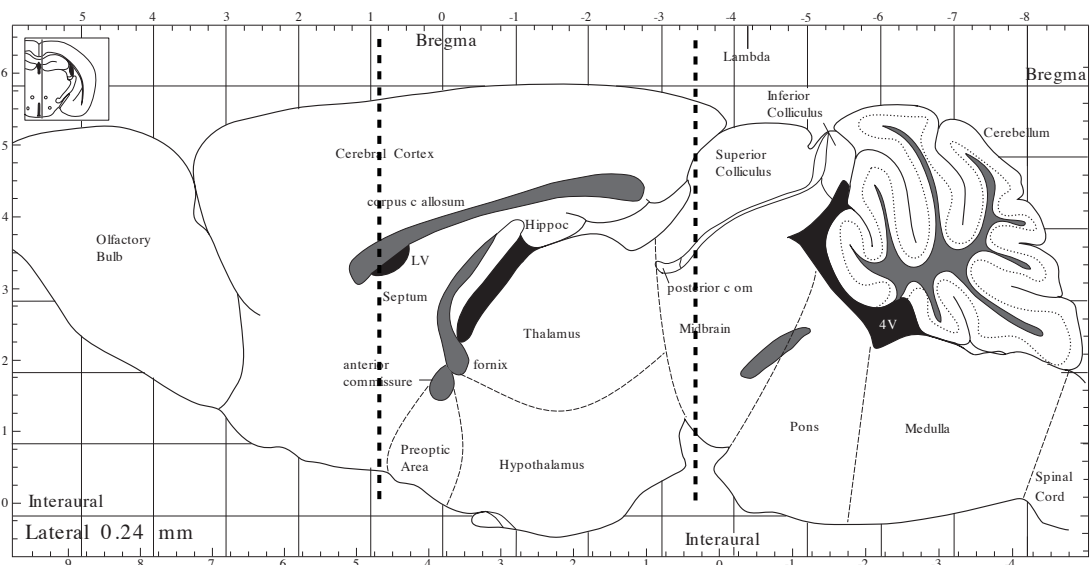 5 4 3 2 1 0 -1 -2 -3 -4 -5 -6 -7 -8
Bregma
Lambda
Bregma
6
5
4
3
2
1
0
Inferior
Colliculus
Cerebellum
Cerebral Cortex
Superior
Colliculus
corpus c allosum
Olfactory
Bulb
Hippoc
LV
Septum
posterior c om
Thalamus
Midbrain
4V
anterior
commissure
fornix
Preoptic
Area
Hypothalamus
Pons
Medulla
Spinal
Cord
Interaural
Lateral 0.24 mm
Interaural
9 8 7 6 5 4 3 2 1 0 -1 -2 -3 -4